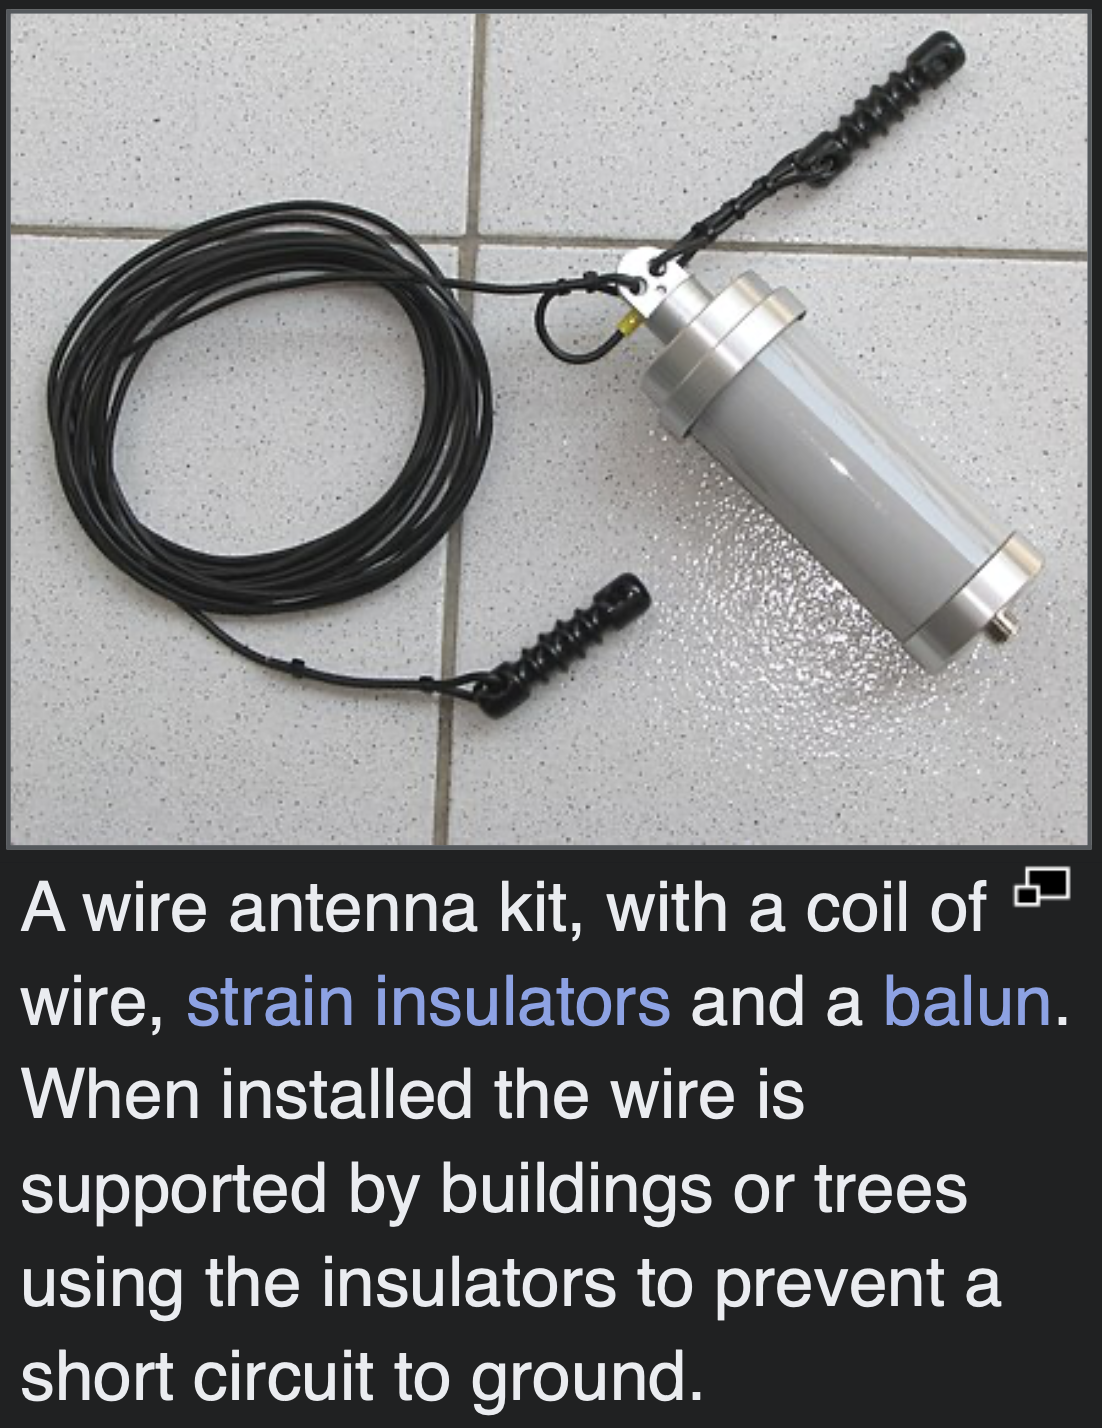 A wire antenna kit, with a coil of
wire, strain insulators and a balun.
When installed the wire is
supported by buildings or trees
using the insulators to prevent a
short circuit to ground.